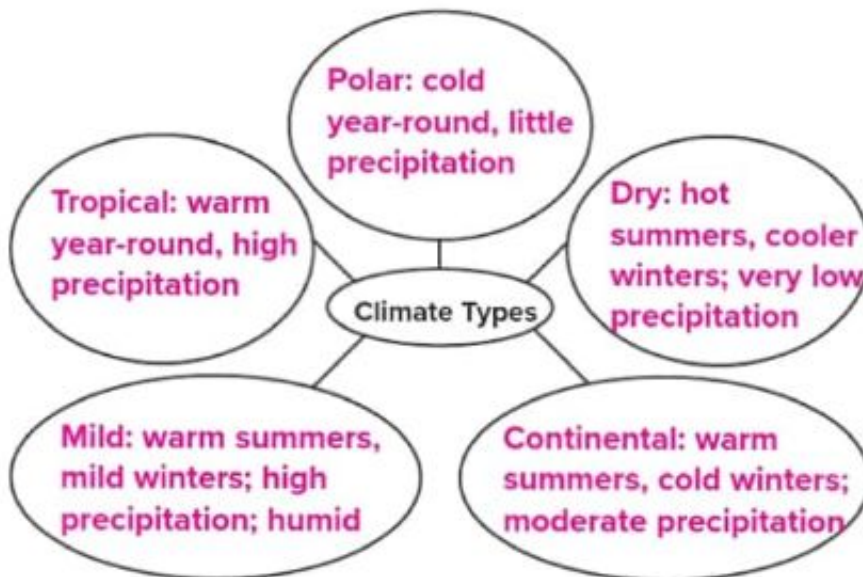 Polar: cold
year-round, little
precipitation
Tropical: warm
year-round, high
precipitation
Dry: hot
summers, cooler
winters; very low
precipitation
Climate Types
Mild: warm summers,
mild winters; high
precipitation; humid
Continental: warm
summers, cold winters;
moderate precipitation